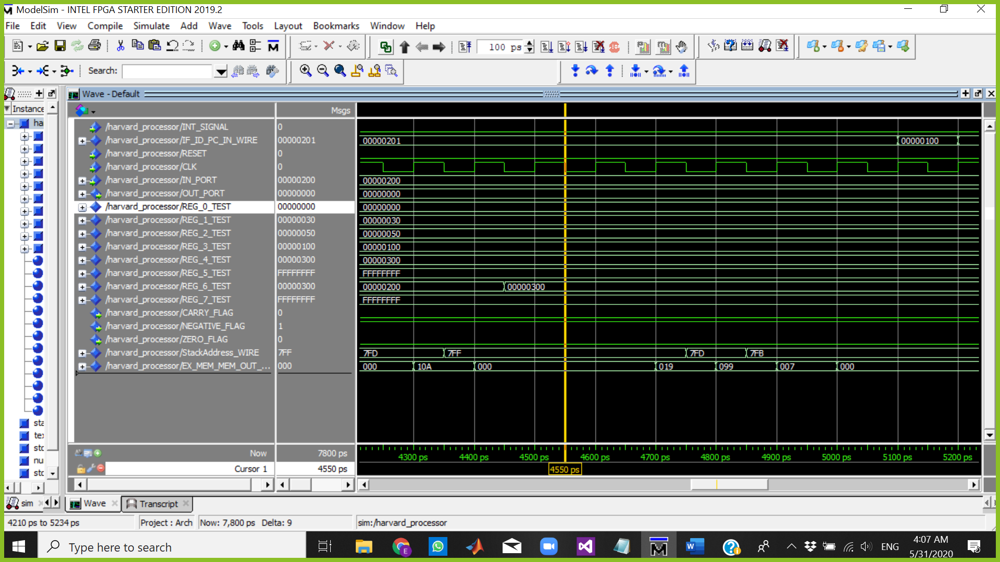 ModelSim - INTEL FPGA STARTER EDITION 2019.2
File Edit View Compile Simulate Add Wave Tools Layout Bookmarks Window Help
100 ps
Search:
Wave - Default
Instance
Msgs
ha
/harvard_processor/INT_SIGNAL 0
/harvard_processor/IF_ID_PC_IN_WIRE 00000201 00000201 00000100
/harvard_processor/RESET 0
/harvard_processor/CLK 0
/harvard_processor/IN_PORT 00000200 00000200
/harvard_processor/OUT_PORT 00000000 00000000
/harvard_processor/REG_0_TEST 00000000 00000000
/harvard_processor/REG_1_TEST 00000030 00000030
/harvard_processor/REG_2_TEST 00000050 00000050
/harvard_processor/REG_3_TEST 00000100 00000100
/harvard_processor/REG_4_TEST 00000300 00000300
/harvard_processor/REG_5_TEST FFFFFFFF FFFFFFFF
/harvard_processor/REG_6_TEST 00000300 00000200 00000300
/harvard_processor/REG_7_TEST FFFFFFFF FFFFFFFF
/harvard_processor/CARRY_FLAG 0
/harvard_processor/NEGATIVE_FLAG 1
/harvard_processor/ZERO_FLAG 0
/harvard_processor/StackAddress_WIRE 7FF 7FD 7FF 7FD 7FB
/harvard_processor/EX_MEM_MEM_OUT_... 000 000 10A 000 019 099 007 000
sta
tex
std
nu
std
Now 7800 ps
4300 ps 4400 ps 4500 ps 4600 ps 4700 ps 4800 ps 4900 ps 5000 ps 5100 ps 5200 ps
Cursor 1 4550 ps 4550 ps
sim Wave Transcript
4210 ps to 5234 ps Project : Arch Now: 7,800 ps Delta: 9 sim:/harvard_processor
Type here to search
ENG
4:07 AM
5/31/2020